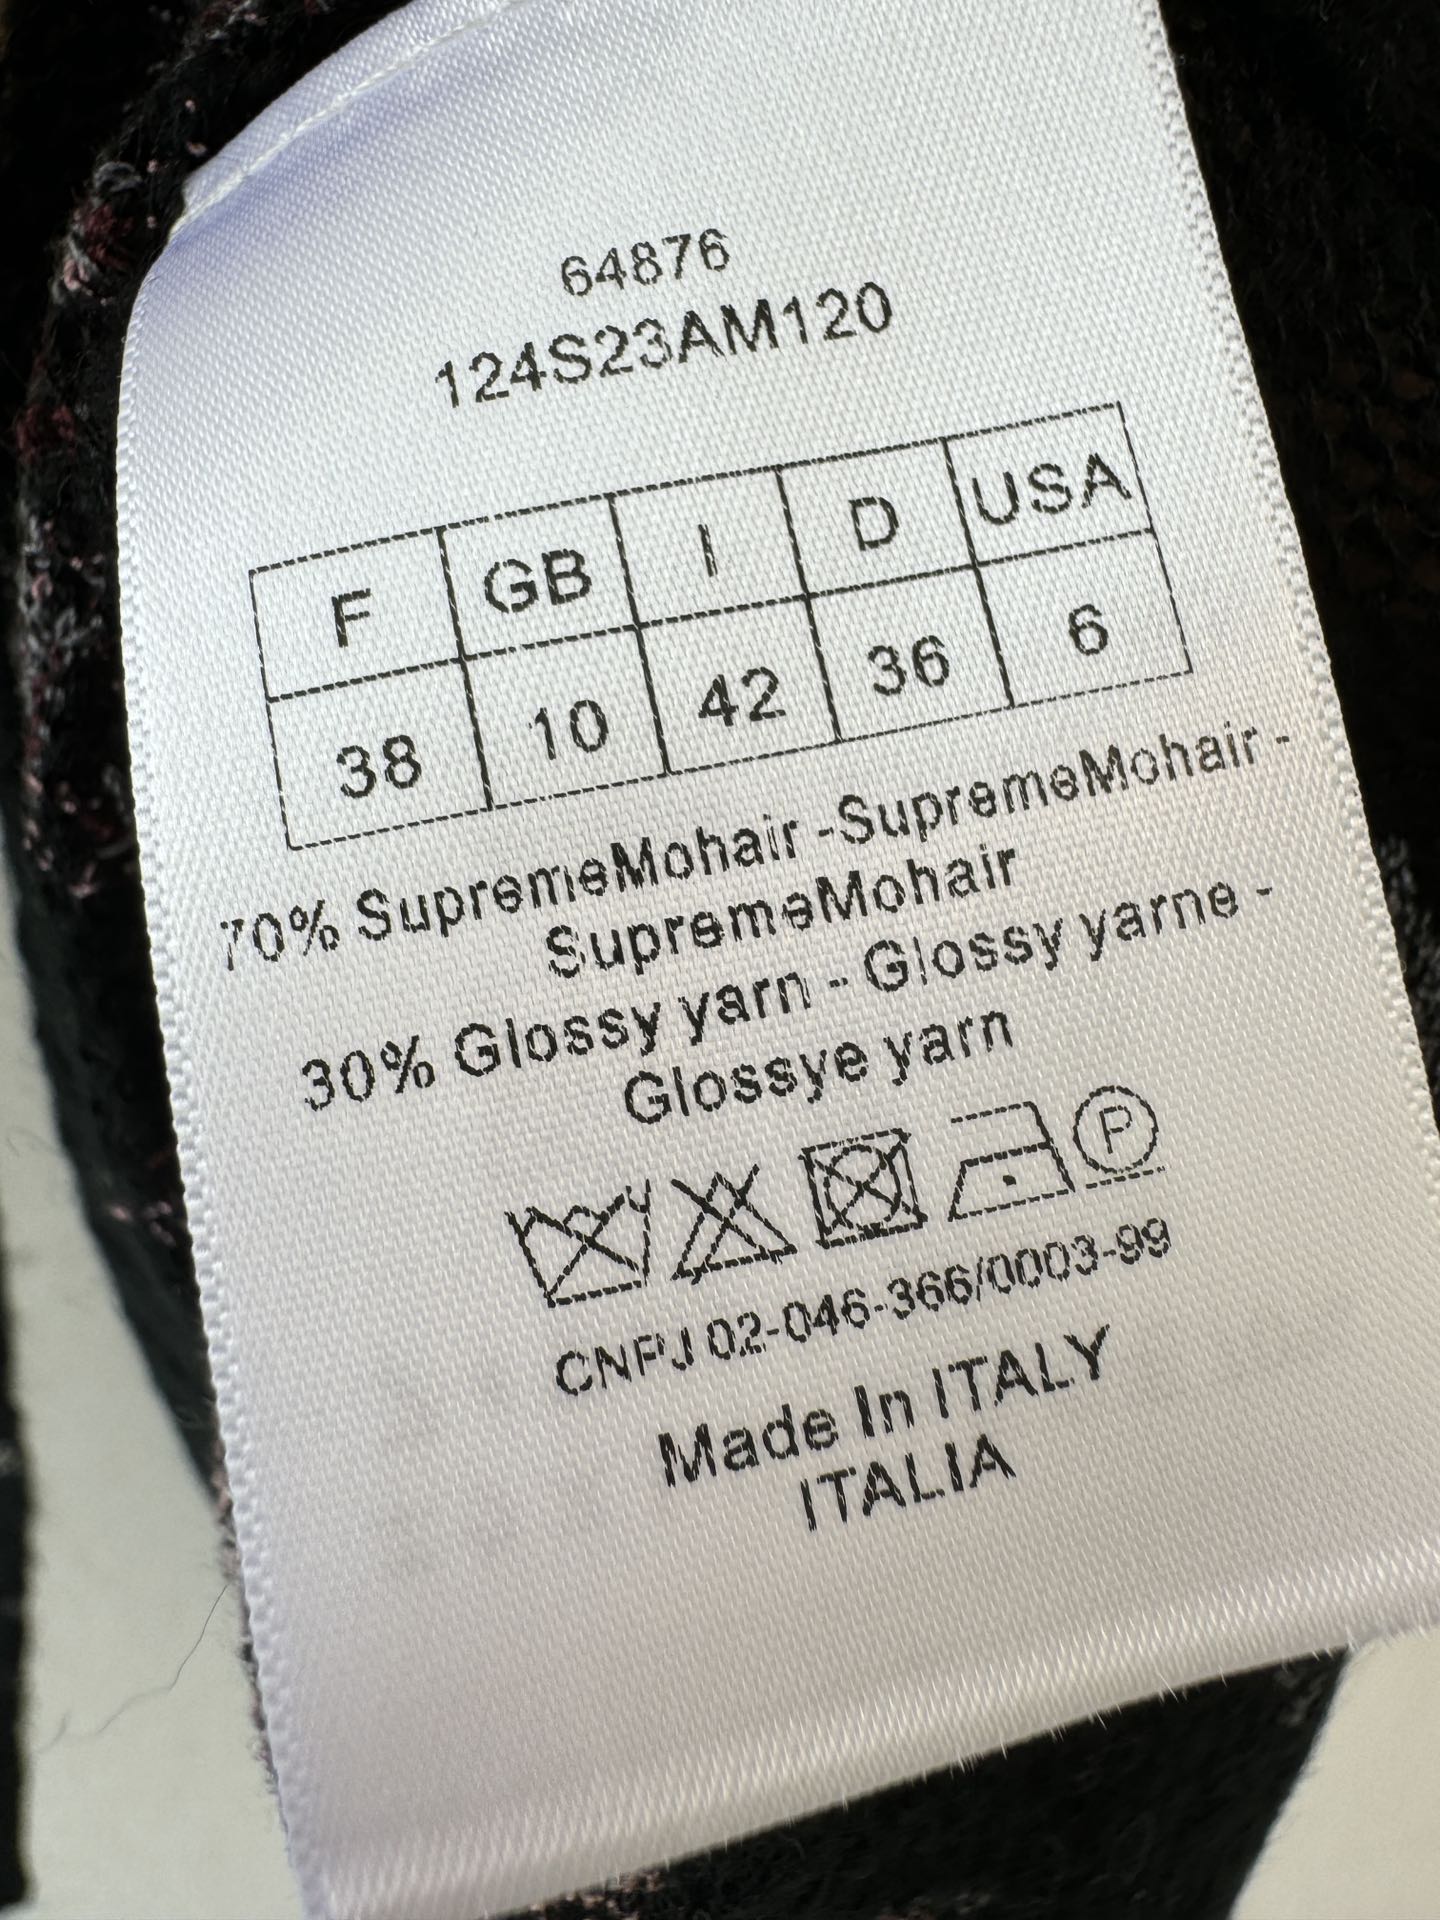 64876
124S23AM120
F GB I D USA
38 10 42 36 6
70% SupremeMohair -SupremeMohair -
SupremeMohair
30% Glossy yarn - Glossy yarne -
Glossye yarn
P
CNPJ 02-046-366/0003-99
Made In ITALY
ITALIA